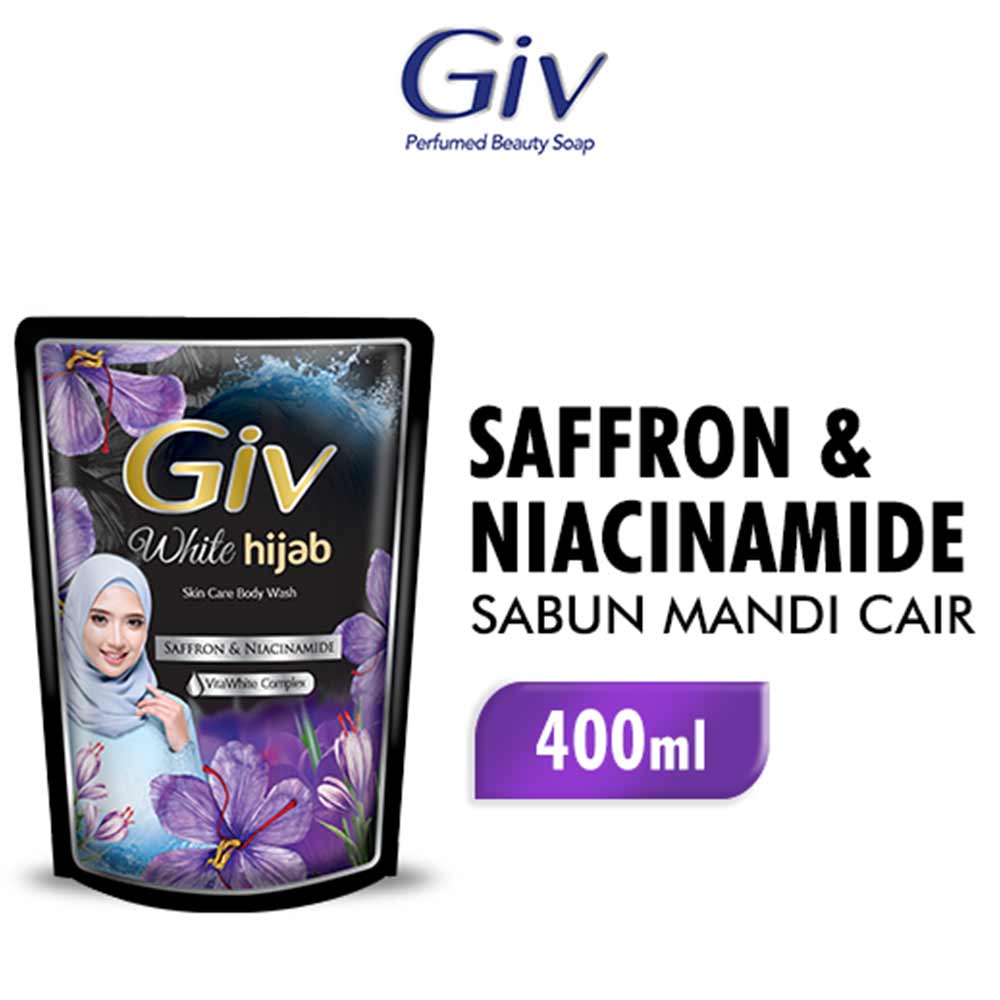 Giv
Perfumed Beauty Soap
Giv
White hijab
Skin Care Body Wash
SAFFRON & NIACINAMIDE
VitaWhite Complex
SAFFRON &
NIACINAMIDE
SABUN MANDI CAIR
400ml